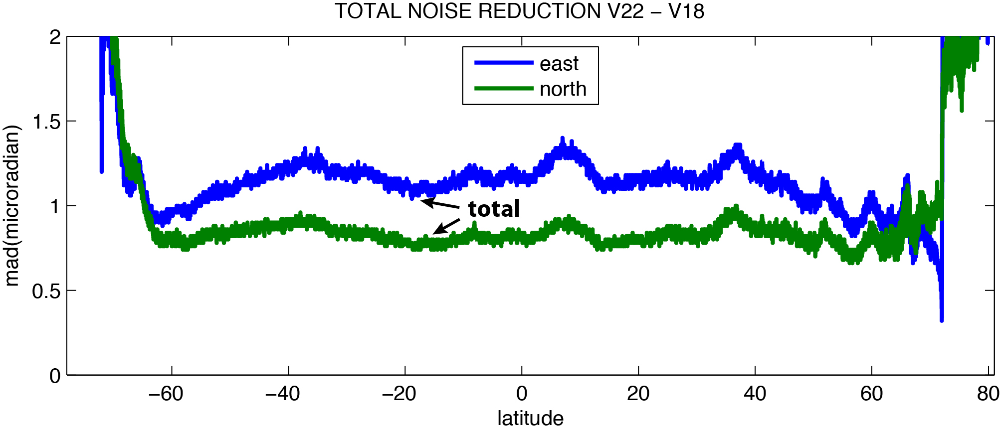 TOTAL NOISE REDUCTION V22 – V18
mad(microradian)
2
1.5
1
0.5
0
east
north
total
−60 −40 −20 0 20 40 60 80
latitude